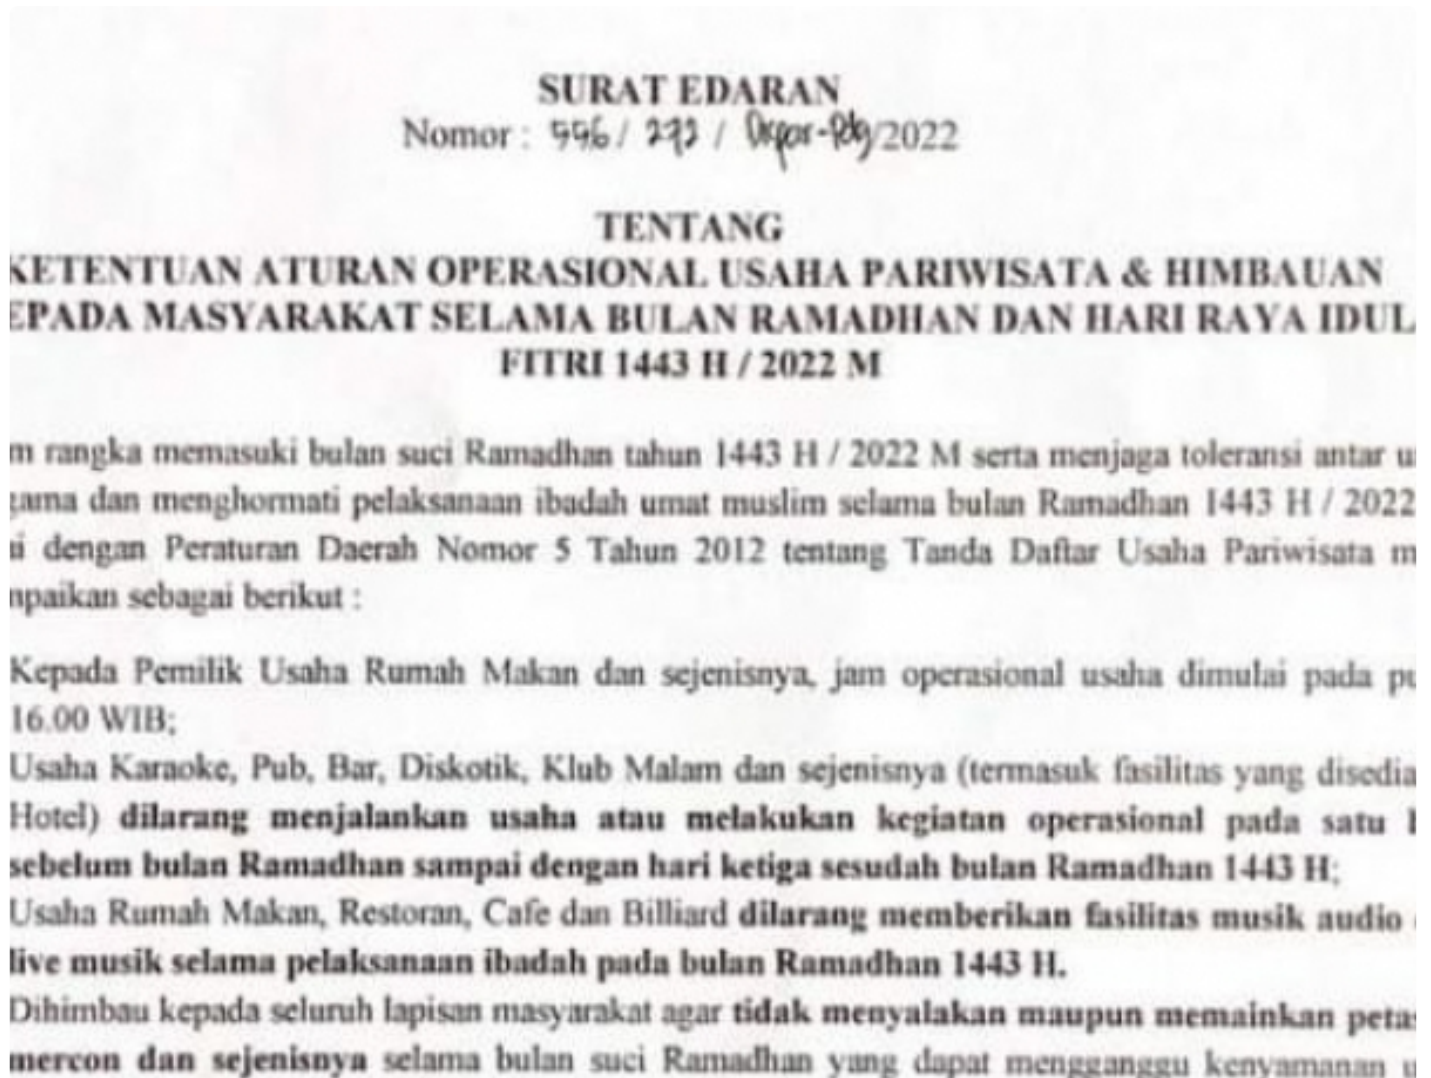 SURAT EDARAN
Nomor : 556 / 272 / Dispar-Pdg/2022
TENTANG
KETENTUAN ATURAN OPERASIONAL USAHA PARIWISATA & HIMBAUAN
EPADA MASYARAKAT SELAMA BULAN RAMADHAN DAN HARI RAYA IDUL
FITRI 1443 H / 2022 M
m rangka memasuki bulan suci Ramadhan tahun 1443 H / 2022 M serta menjaga toleransi antar u
gama dan menghormati pelaksanaan ibadah umat muslim selama bulan Ramadhan 1443 H / 2022
i dengan Peraturan Daerah Nomor 5 Tahun 2012 tentang Tanda Daftar Usaha Pariwisata m
npaikan sebagai berikut :
Kepada Pemilik Usaha Rumah Makan dan sejenisnya, jam operasional usaha dimulai pada pu
16.00 WIB;
Usaha Karaoke, Pub, Bar, Diskotik, Klub Malam dan sejenisnya (termasuk fasilitas yang disedia
Hotel) dilarang menjalankan usaha atau melakukan kegiatan operasional pada satu h
sebelum bulan Ramadhan sampai dengan hari ketiga sesudah bulan Ramadhan 1443 H;
Usaha Rumah Makan, Restoran, Cafe dan Billiard dilarang memberikan fasilitas musik audio
live musik selama pelaksanaan ibadah pada bulan Ramadhan 1443 H.
Dihimbau kepada seluruh lapisan masyarakat agar tidak menyalakan maupun memainkan petas
mercon dan sejenisnya selama bulan suci Ramadhan yang dapat mengganggu kenyamanan u